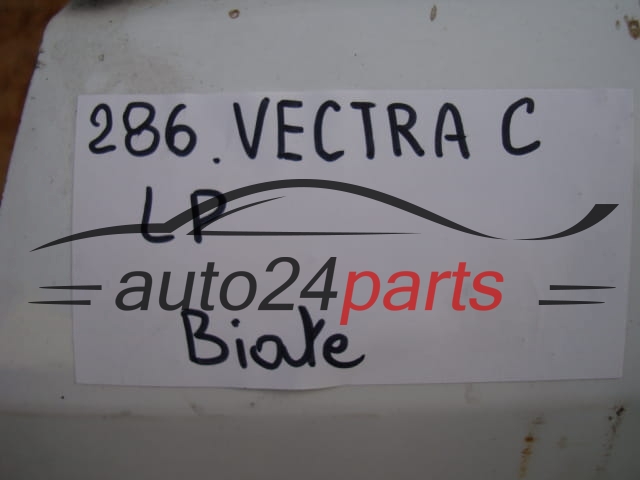 286. VECTRA C
LP
auto24parts
Białe